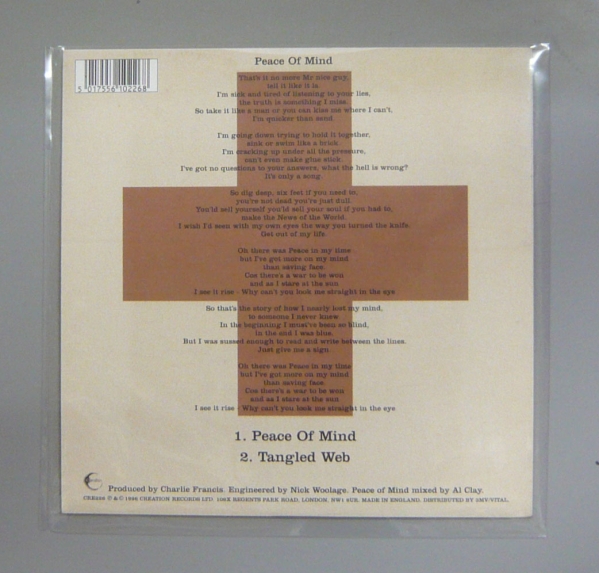 Peace Of Mind
5 017556 102268
That's it no more Mr nice guy,
tell it like it is.
I'm sick and tired of listening to your lies,
the truth is something I miss.
So take it like a man or you can kiss me where I can't,
I'm quicker than send.
I'm going down trying to hold it together,
sink or swim like a brick.
I'm cracking up under all the pressure,
can't even make glue stick.
I've got no questions to your answers, what the hell is wrong?
It's only a song.
So dig deep, six feet if you need to,
you're not dead you're just dull.
You'd sell yourself you'd sell your soul if you had to,
make the News of the World.
I wish I'd seen with my own eyes the way you turned the knife.
Get out of my life.
Oh there was Peace in my time
but I've got more on my mind
than saving face.
Cos there's a war to be won
and as I stare at the sun
I see it rise - Why can't you look me straight in the eye
So that's the story of how I nearly lost my mind,
to someone I never knew.
In the beginning I must've been so blind,
in the end I was blue.
But I was sussed enough to read and write between the lines.
Just give me a sign.
Oh there was Peace in my time
but I've got more on my mind
than saving face.
Cos there's a war to be won
and as I stare at the sun
I see it rise - Why can't you look me straight in the eye
1. Peace Of Mind
2. Tangled Web
Produced by Charlie Francis. Engineered by Nick Woolage. Peace of Mind mixed by Al Clay.
℗ & © 1996 CREATION RECORDS LTD. REGENTS PARK ROAD. LONDON. NW1 8UR. MADE IN ENGLAND. DISTRIBUTED BY 3MV/VITAL.